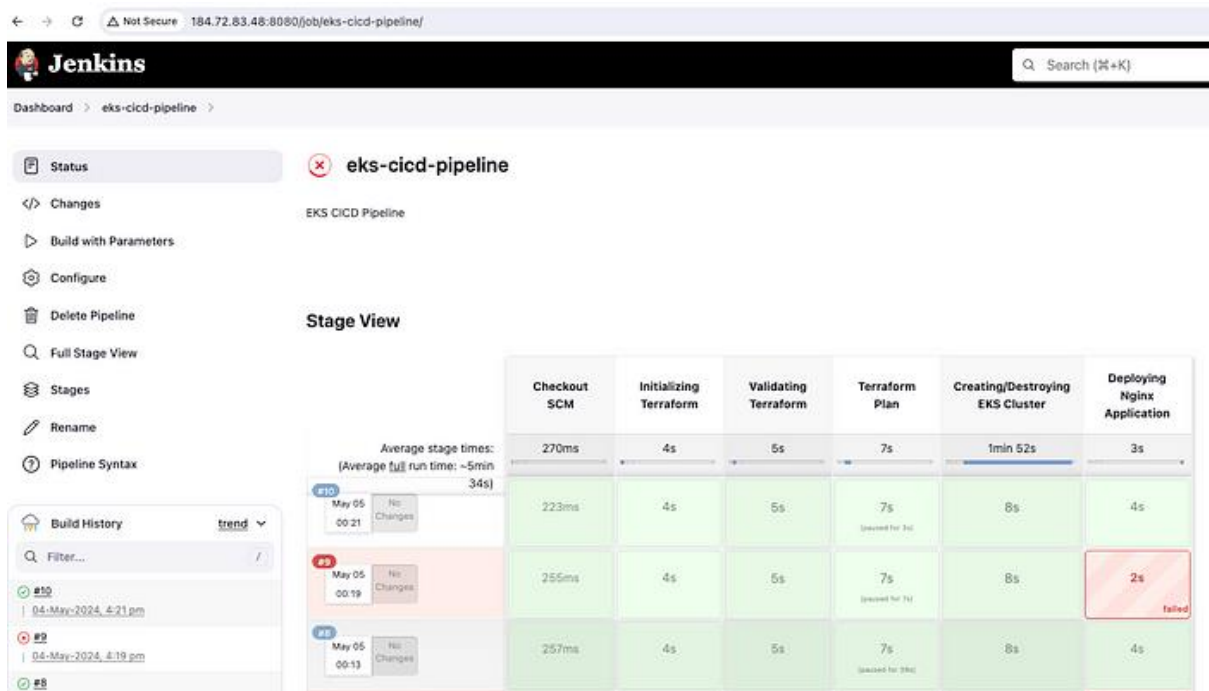 Not Secure 184.72.83.48:8080/job/eks-cicd-pipeline/
Jenkins
Search (⌘+K)
Dashboard > eks-cicd-pipeline >
Status
Changes
Build with Parameters
Configure
Delete Pipeline
Full Stage View
Stages
Rename
Pipeline Syntax
Build History
trend
Filter...
/
#10
04-May-2024, 4:21 pm
#9
04-May-2024, 4:19 pm
#8
eks-cicd-pipeline
EKS CICD Pipeline
Stage View
Checkout SCM
Initializing Terraform
Validating Terraform
Terraform Plan
Creating/Destroying EKS Cluster
Deploying Nginx Application
Average stage times:
(Average full run time: ~5min
34s)
270ms 4s 5s 7s 1min 52s 3s
#10
May 05
00:21
No Changes
223ms 4s 5s 7s 8s 4s
#9
May 05
00:19
No Changes
255ms 4s 5s 7s 8s 2s
failed
#8
May 05
00:13
No Changes
257ms 4s 5s 7s 8s 4s